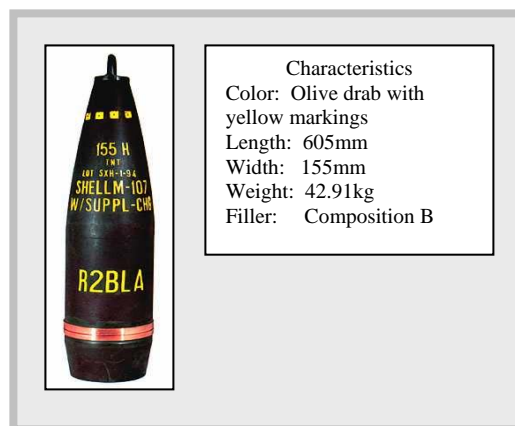 155 H
TNT
LOT SXH-1-94
SHELLM-107
W/SUPPL-CHG
R2BLA
Characteristics
Color: Olive drab with
yellow markings
Length: 605mm
Width: 155mm
Weight: 42.91kg
Filler: Composition B